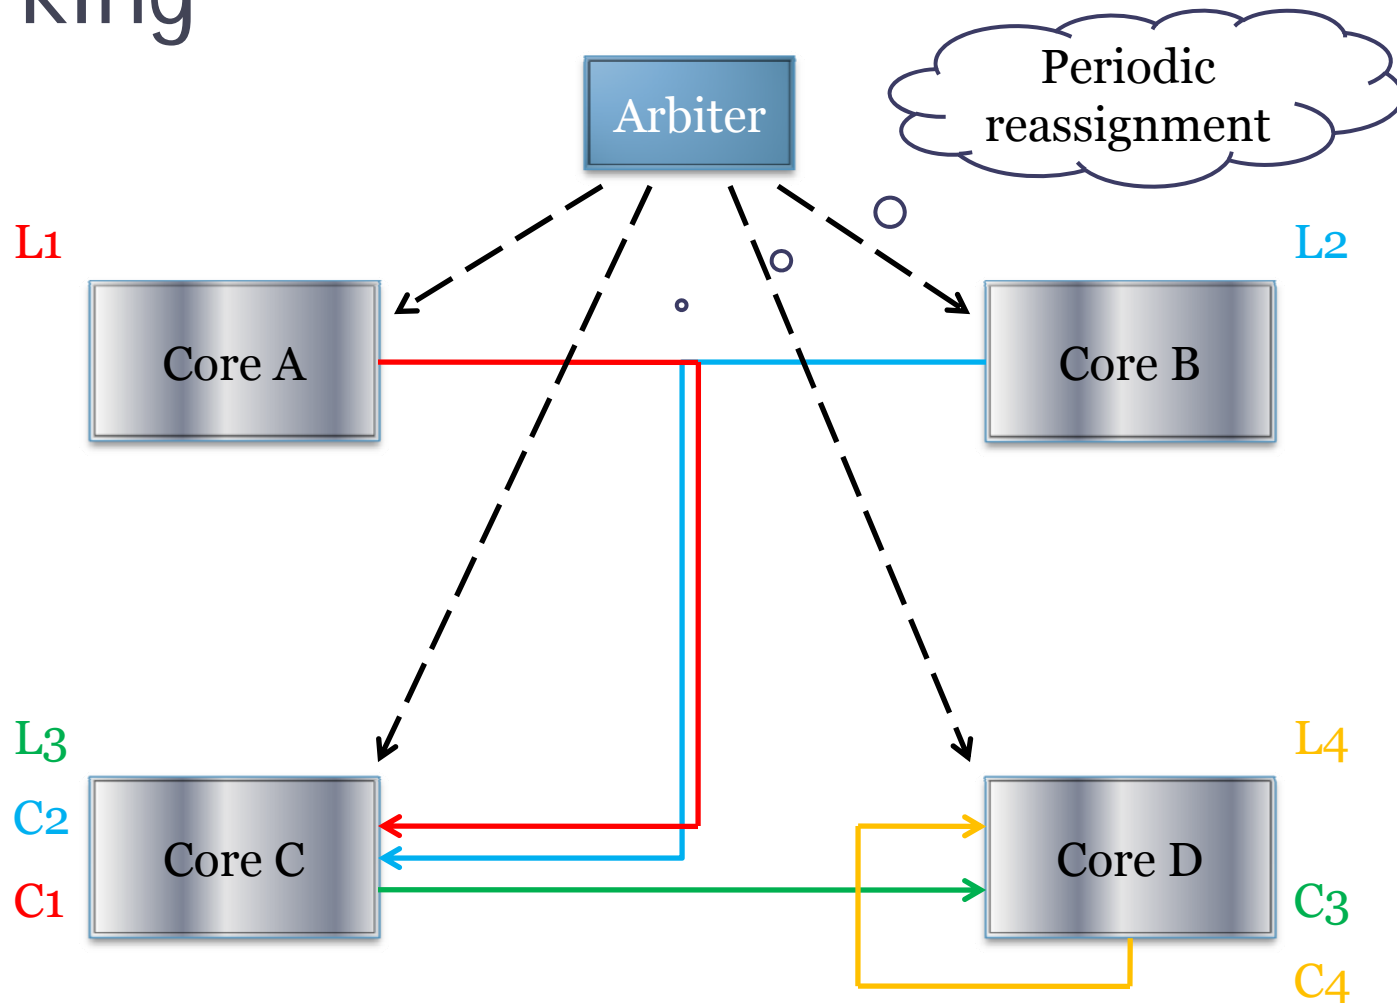 Arbiter
Periodic
reassignment
L1
L2
Core A
Core B
L3
L4
C2
Core C
Core D
C1
C3
C4